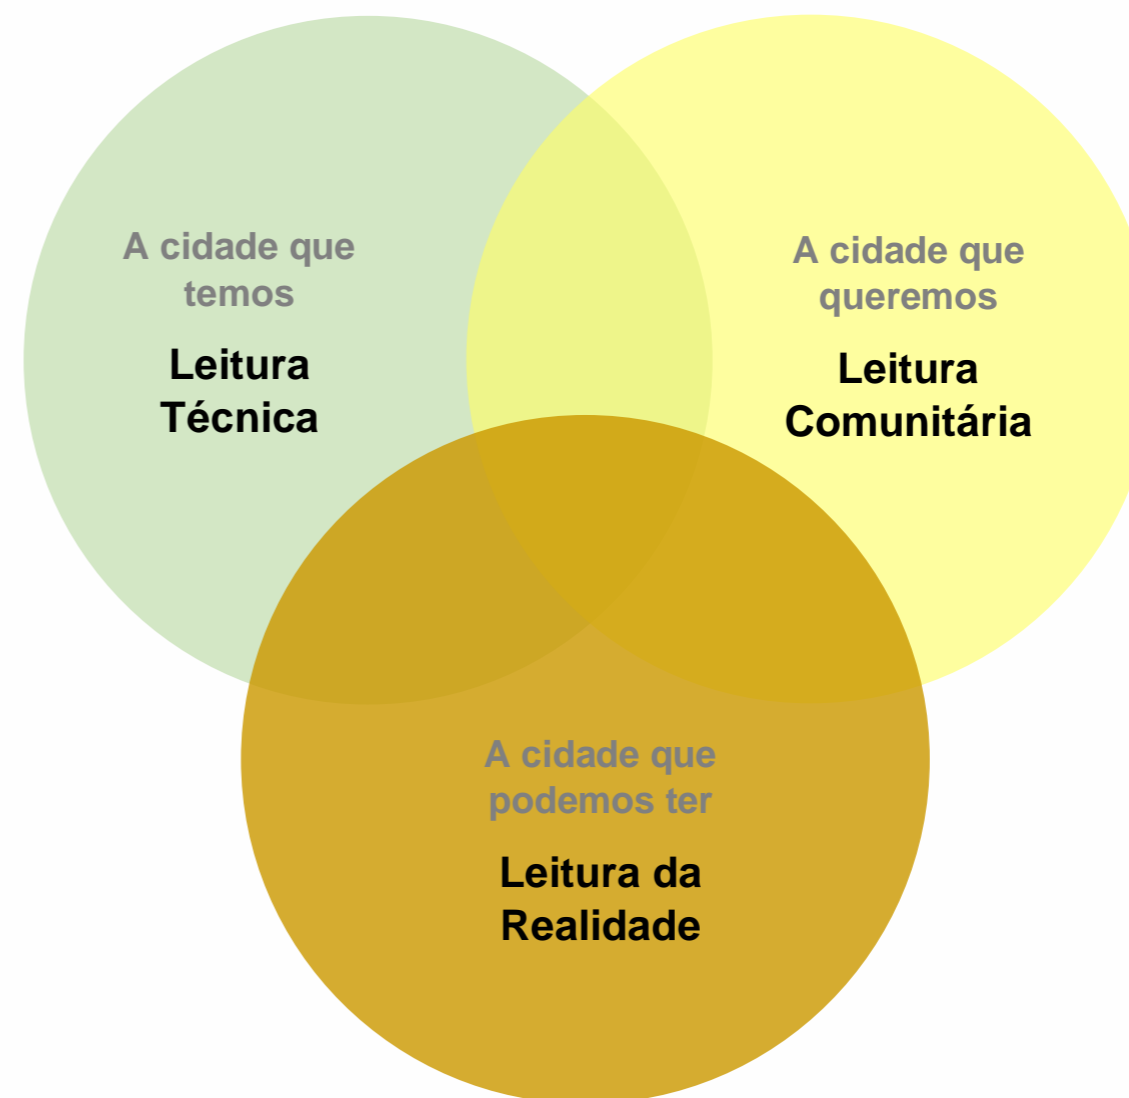 A cidade que
temos
Leitura
Técnica
A cidade que
queremos
Leitura
Comunitária
A cidade que
podemos ter
Leitura da
Realidade